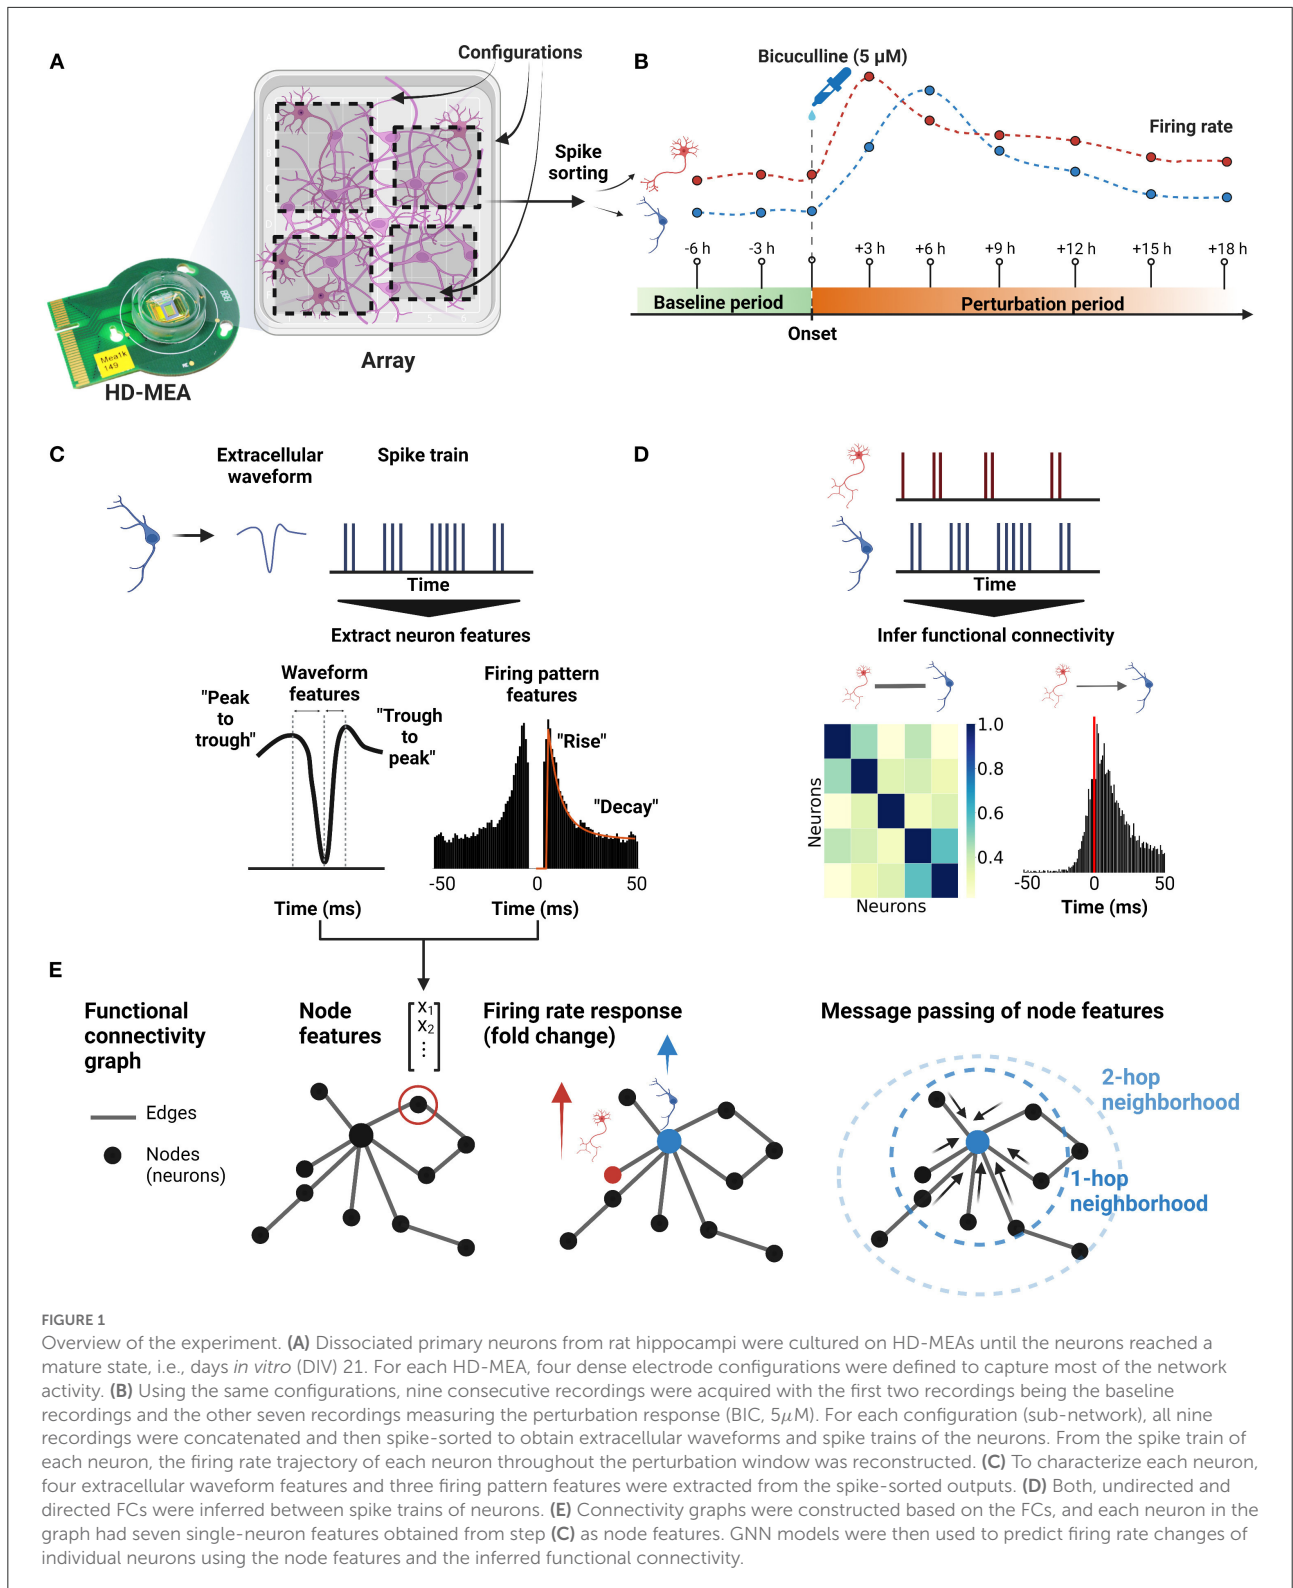 A
Configurations
Spike
sorting
Array
Mea1k
149
HD-MEA
B
Bicuculline (5 µM)
Firing rate
-6 h
-3 h
+3 h
+6 h
+9 h
+12 h
+15 h
+18 h
Baseline period
Perturbation period
Onset
C
Extracellular
waveform
Spike train
Time
Extract neuron features
Waveform
features
"Peak
to
trough"
"Trough
to
peak"
Time (ms)
Firing pattern
features
"Rise"
"Decay"
-50
0
50
Time (ms)
D
Time
Infer functional connectivity
Neurons
Neurons
1.0
0.8
0.6
0.4
-50
0
50
Time (ms)
E
Functional
connectivity
graph
Edges
Nodes
(neurons)
Node
features
X1
X2
⋮
Firing rate response
(fold change)
Message passing of node features
2-hop
neighborhood
1-hop
neighborhood
FIGURE 1
Overview of the experiment. (A) Dissociated primary neurons from rat hippocampi were cultured on HD-MEAs until the neurons reached a
mature state, i.e., days in vitro (DIV) 21. For each HD-MEA, four dense electrode configurations were defined to capture most of the network
activity. (B) Using the same configurations, nine consecutive recordings were acquired with the first two recordings being the baseline
recordings and the other seven recordings measuring the perturbation response (BIC, 5µM). For each configuration (sub-network), all nine
recordings were concatenated and then spike-sorted to obtain extracellular waveforms and spike trains of the neurons. From the spike train of
each neuron, the firing rate trajectory of each neuron throughout the perturbation window was reconstructed. (C) To characterize each neuron,
four extracellular waveform features and three firing pattern features were extracted from the spike-sorted outputs. (D) Both, undirected and
directed FCs were inferred between spike trains of neurons. (E) Connectivity graphs were constructed based on the FCs, and each neuron in the
graph had seven single-neuron features obtained from step (C) as node features. GNN models were then used to predict firing rate changes of
individual neurons using the node features and the inferred functional connectivity.